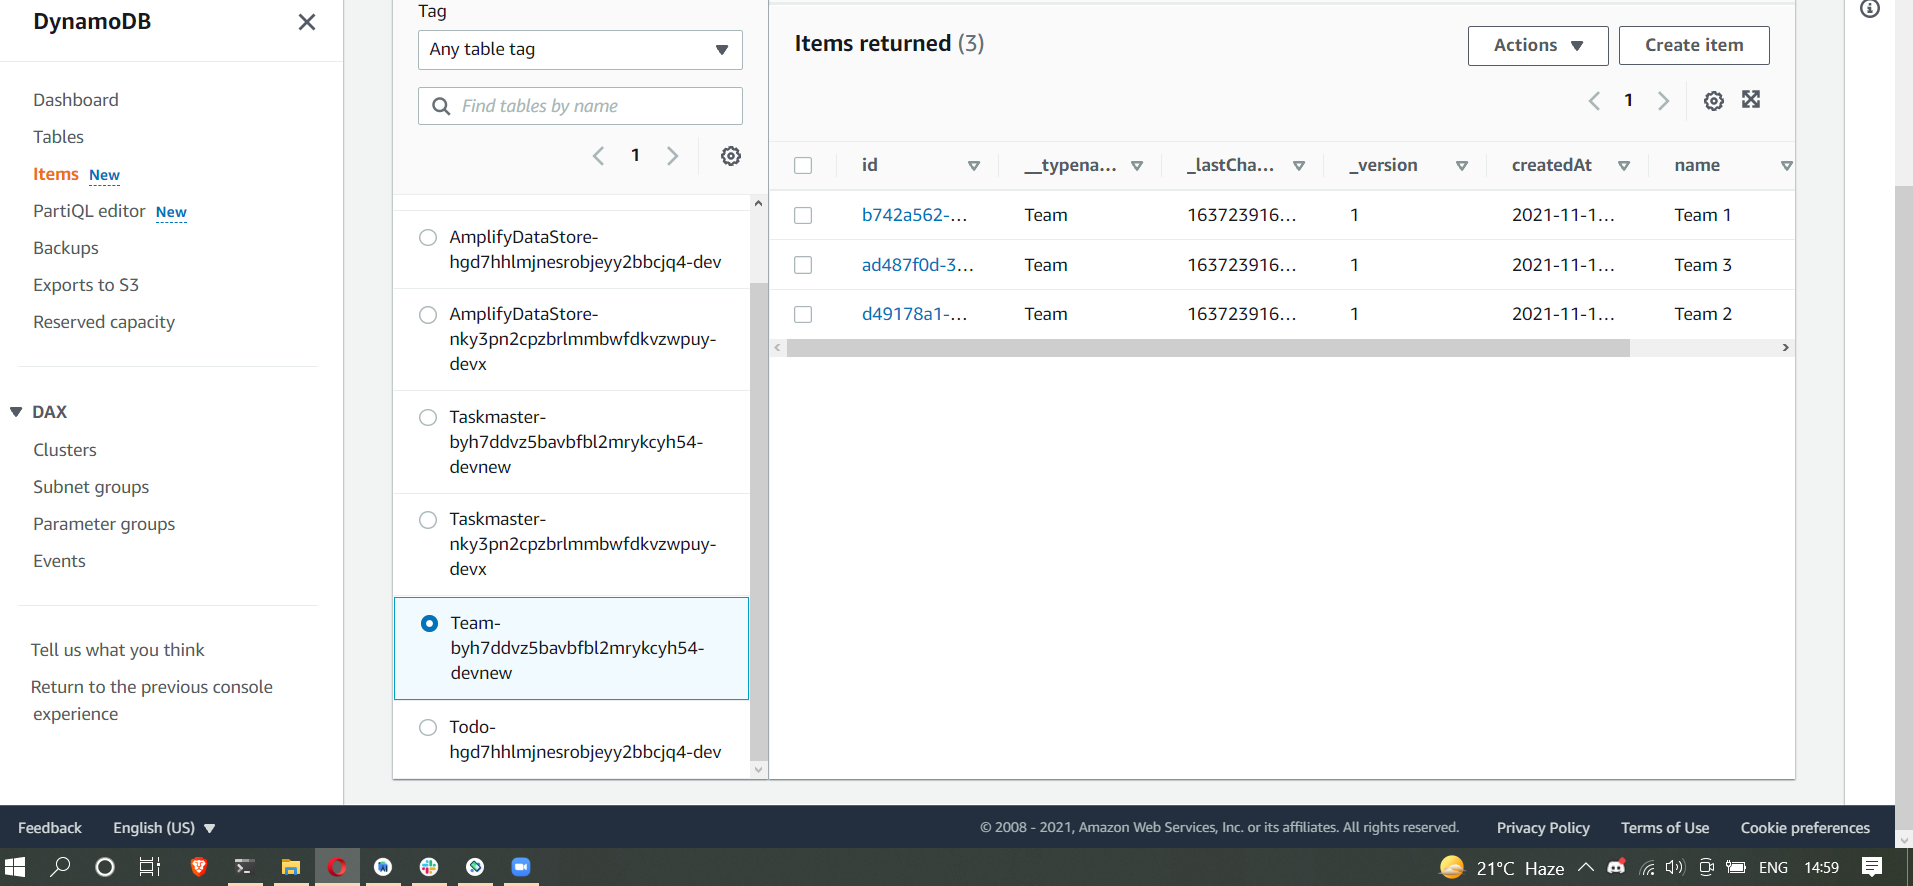 DynamoDB
Dashboard
Tables
Items New
PartiQL editor New
Backups
Exports to S3
Reserved capacity
DAX
Clusters
Subnet groups
Parameter groups
Events
Tell us what you think
Return to the previous console
experience
Tag
Any table tag
Find tables by name
1
AmplifyDataStore-
hgd7hhlmjnesrobjeyy2bbcjq4-dev
AmplifyDataStore-
nky3pn2cpzbrlmmbwfdkvzwpuy-
devx
Taskmaster-
byh7ddvz5bavbfbl2mrykcyh54-
devnew
Taskmaster-
nky3pn2cpzbrlmmbwfdkvzwpuy-
devx
Team-
byh7ddvz5bavbfbl2mrykcyh54-
devnew
Todo-
hgd7hhlmjnesrobjeyy2bbcjq4-dev
Items returned (3)
Actions Create item
1
id __typena... _lastCha... _version createdAt name
b742a562-... Team 163723916... 1 2021-11-1... Team 1
ad487f0d-3... Team 163723916... 1 2021-11-1... Team 3
d49178a1-... Team 163723916... 1 2021-11-1... Team 2
Feedback English (US) © 2008 - 2021, Amazon Web Services, Inc. or its affiliates. All rights reserved. Privacy Policy Terms of Use Cookie preferences
21°C Haze ENG 14:59